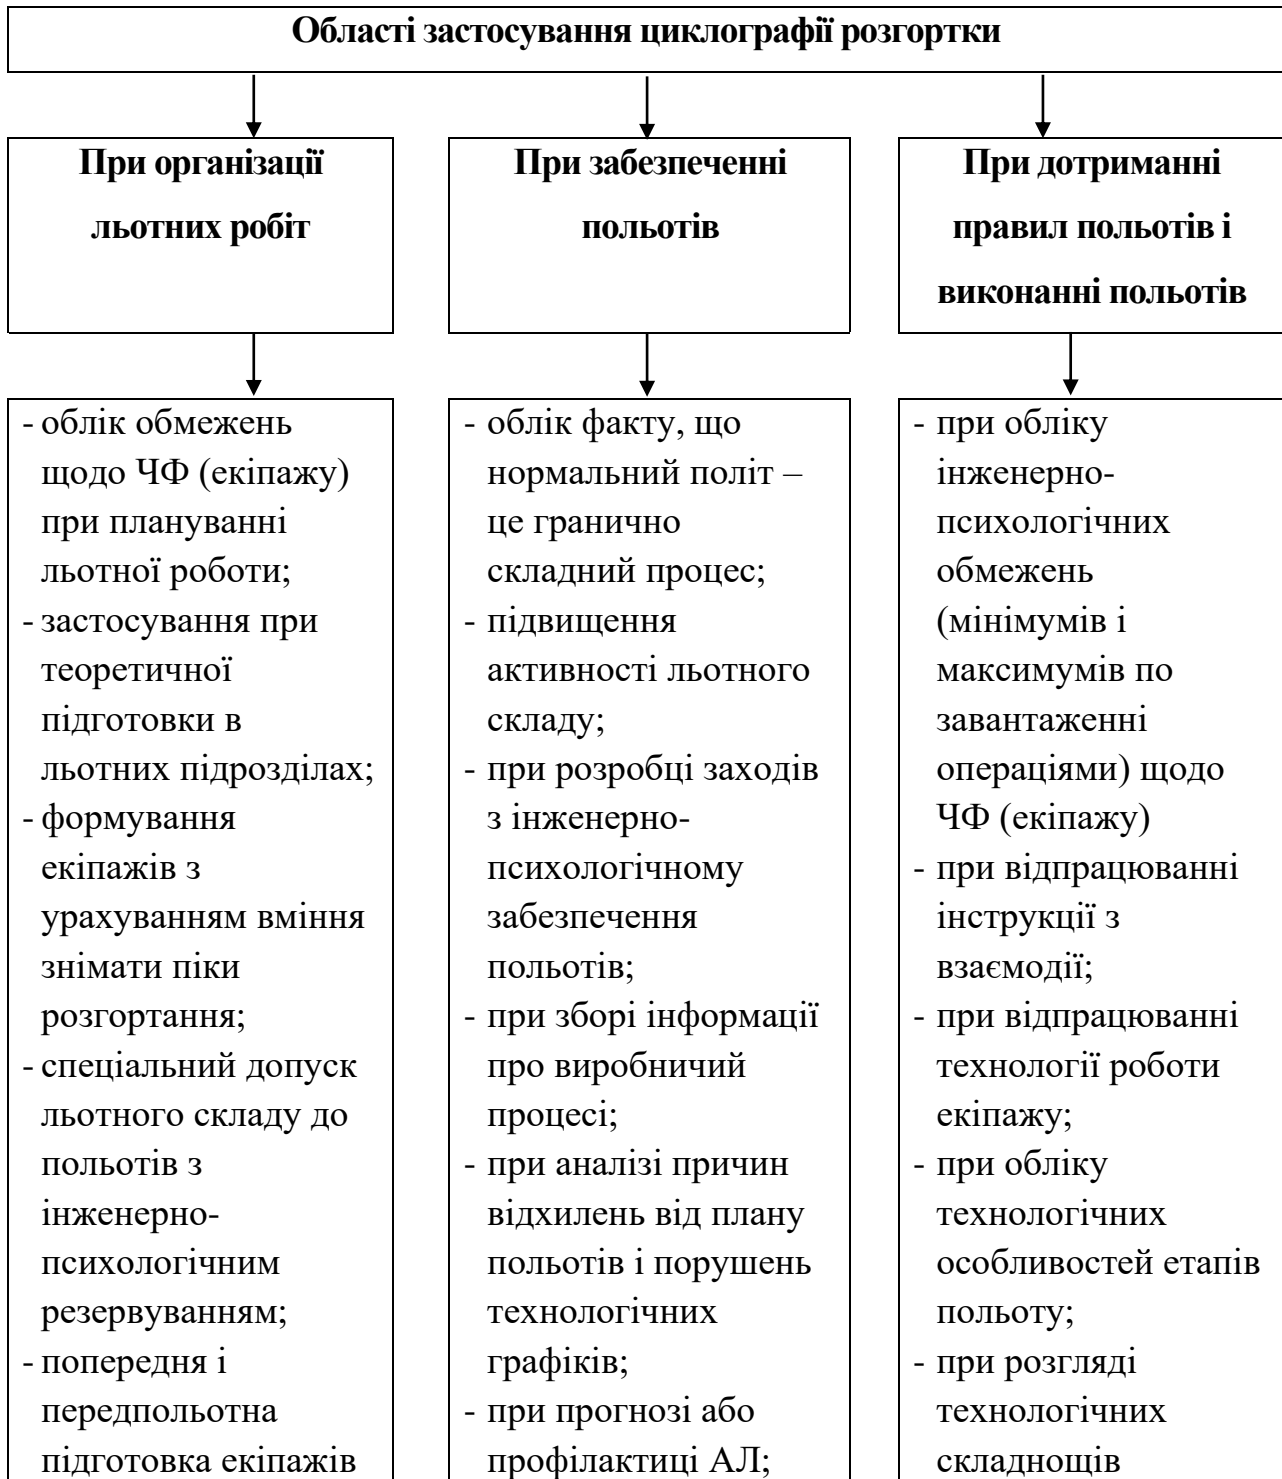 Області застосування циклографії розгортки
При організації
льотних робіт
При забезпеченні
польотів
При дотриманні
правил польотів і
виконанні польотів
- облік обмежень
щодо ЧФ (екіпажу)
при плануванні
льотної роботи;
- застосування при
теоретичної
підготовки в
льотних підрозділах;
- формування
екіпажів з
урахуванням вміння
знімати піки
розгортання;
- спеціальний допуск
льотного складу до
польотів з
інженерно-
психологічним
резервуванням;
- попередня і
передпольотна
підготовка екіпажів
- облік факту, що
нормальний політ –
це гранично
складний процес;
- підвищення
активності льотного
складу;
- при розробці заходів
з інженерно-
психологічному
забезпечення
польотів;
- при зборі інформації
про виробничий
процесі;
- при аналізі причин
відхилень від плану
польотів і порушень
технологічних
графіків;
- при прогнозі або
профілактиці АЛ;
- при обліку
інженерно-
психологічних
обмежень
(мінімумів і
максимумів по
завантаженні
операціями) щодо
ЧФ (екіпажу)
- при відпрацюванні
інструкції з
взаємодії;
- при відпрацюванні
технології роботи
екіпажу;
- при обліку
технологічних
особливостей етапів
польоту;
- при розгляді
технологічних
складнощів